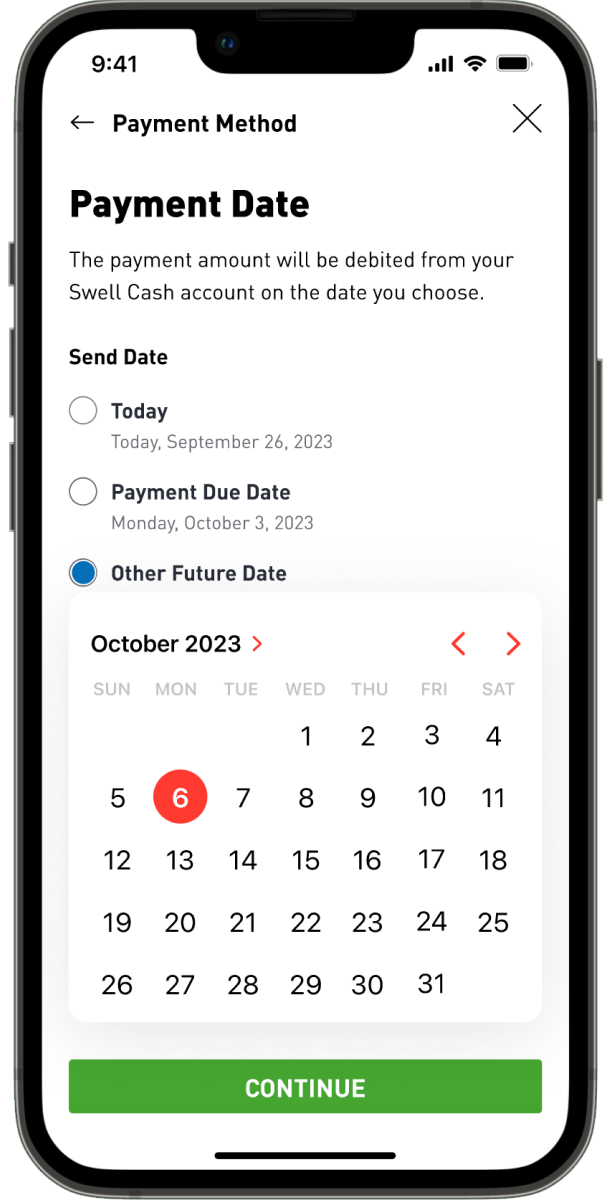 9:41
Payment Method
Payment Date
The payment amount will be debited from your
Swell Cash account on the date you choose.
Send Date
Today
Today, September 26, 2023
Payment Due Date
Monday, October 3, 2023
Other Future Date
October 2023
SUN MON TUE WED THU FRI SAT
1 2 3 4
5 6 7 8 9 10 11
12 13 14 15 16 17 18
19 20 21 22 23 24 25
26 27 28 29 30 31
CONTINUE